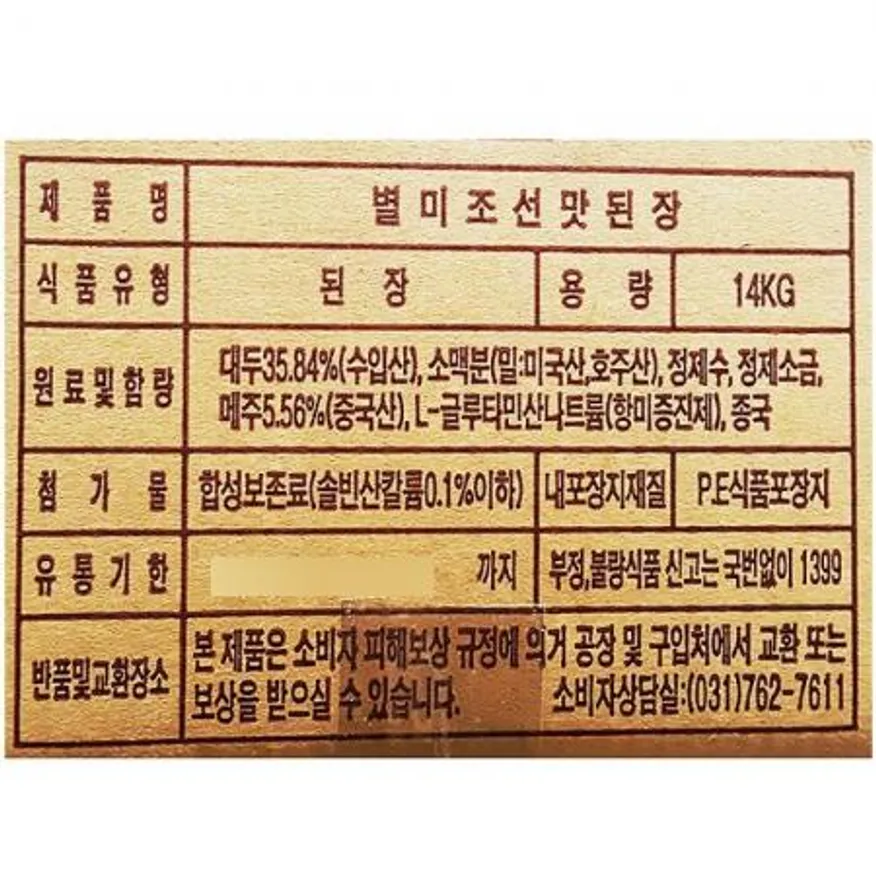 제품명 별미조선맛된장
식품유형 된장 용량 14KG
원료및함량 대두35.84%(수입산), 소맥분(밀:미국산,호주산), 정제수, 정제소금,
메주5.56%(중국산), L-글루타민산나트륨(향미증진제), 종국
첨가물 합성보존료(솔빈산칼륨0.1%이하) 내포장지재질 P.E식품포장지
유통기한 까지 부정,불량식품 신고는 국번없이 1399
반품및교환장소 본 제품은 소비자 피해보상 규정에 의거 공장 및 구입처에서 교환 또는
보상을 받으실 수 있습니다. 소비자상담실:(031)762-7611